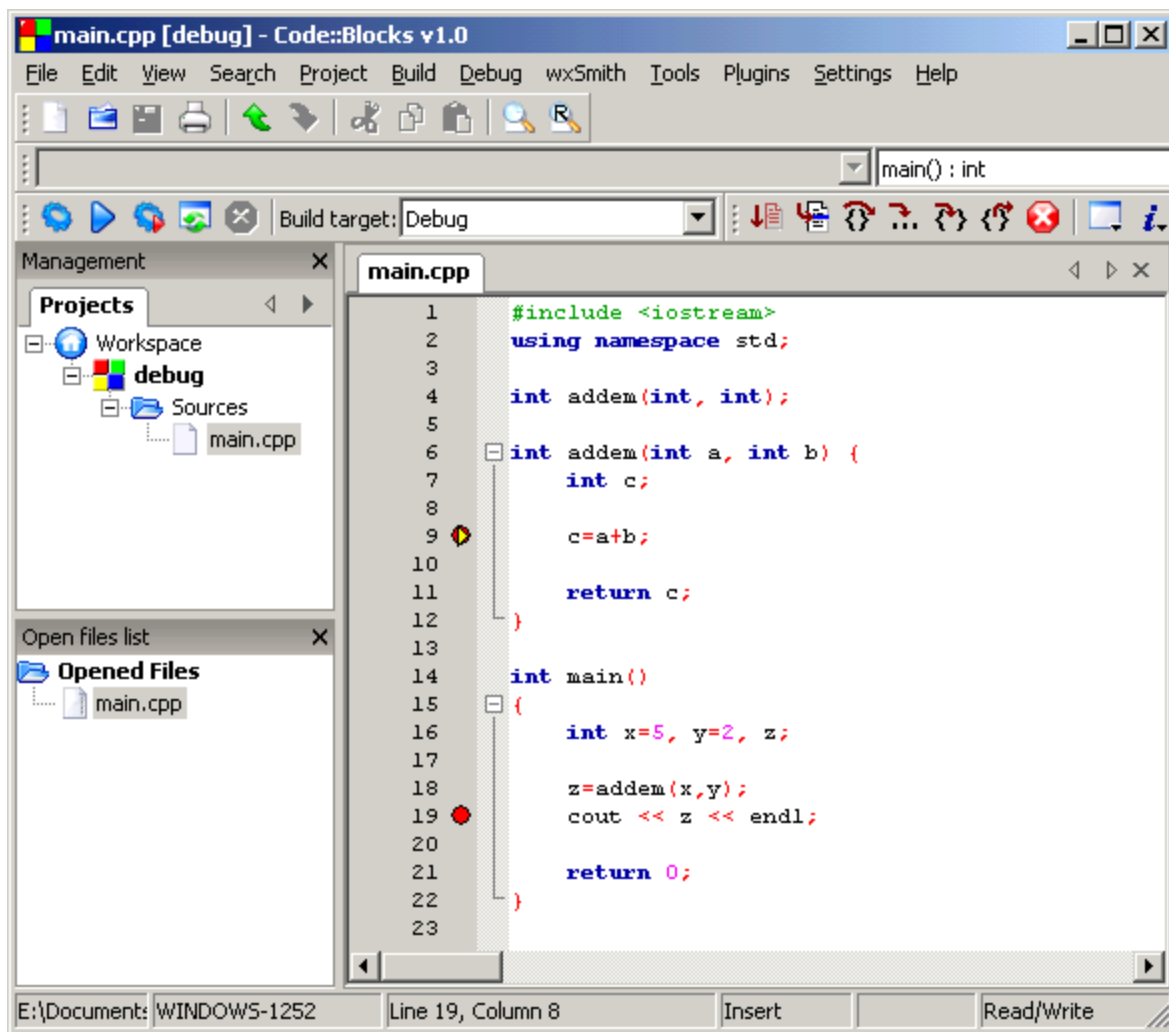 main.cpp [debug] - Code::Blocks v1.0
File Edit View Search Project Build Debug wxSmith Tools Plugins Settings Help
R
main() : int
Build target: Debug
i
Management
Projects
Workspace
debug
Sources
main.cpp
Open files list
Opened Files
main.cpp
main.cpp
1 #include <iostream>
2 using namespace std;
3
4 int addem(int, int);
5
6 int addem(int a, int b) {
7     int c;
8
9     c=a+b;
10
11     return c;
12 }
13
14 int main()
15 {
16     int x=5, y=2, z;
17
18     z=addem(x,y);
19     cout << z << endl;
20
21     return 0;
22 }
23
E:\Documents WINDOWS-1252 Line 19, Column 8 Insert Read/Write